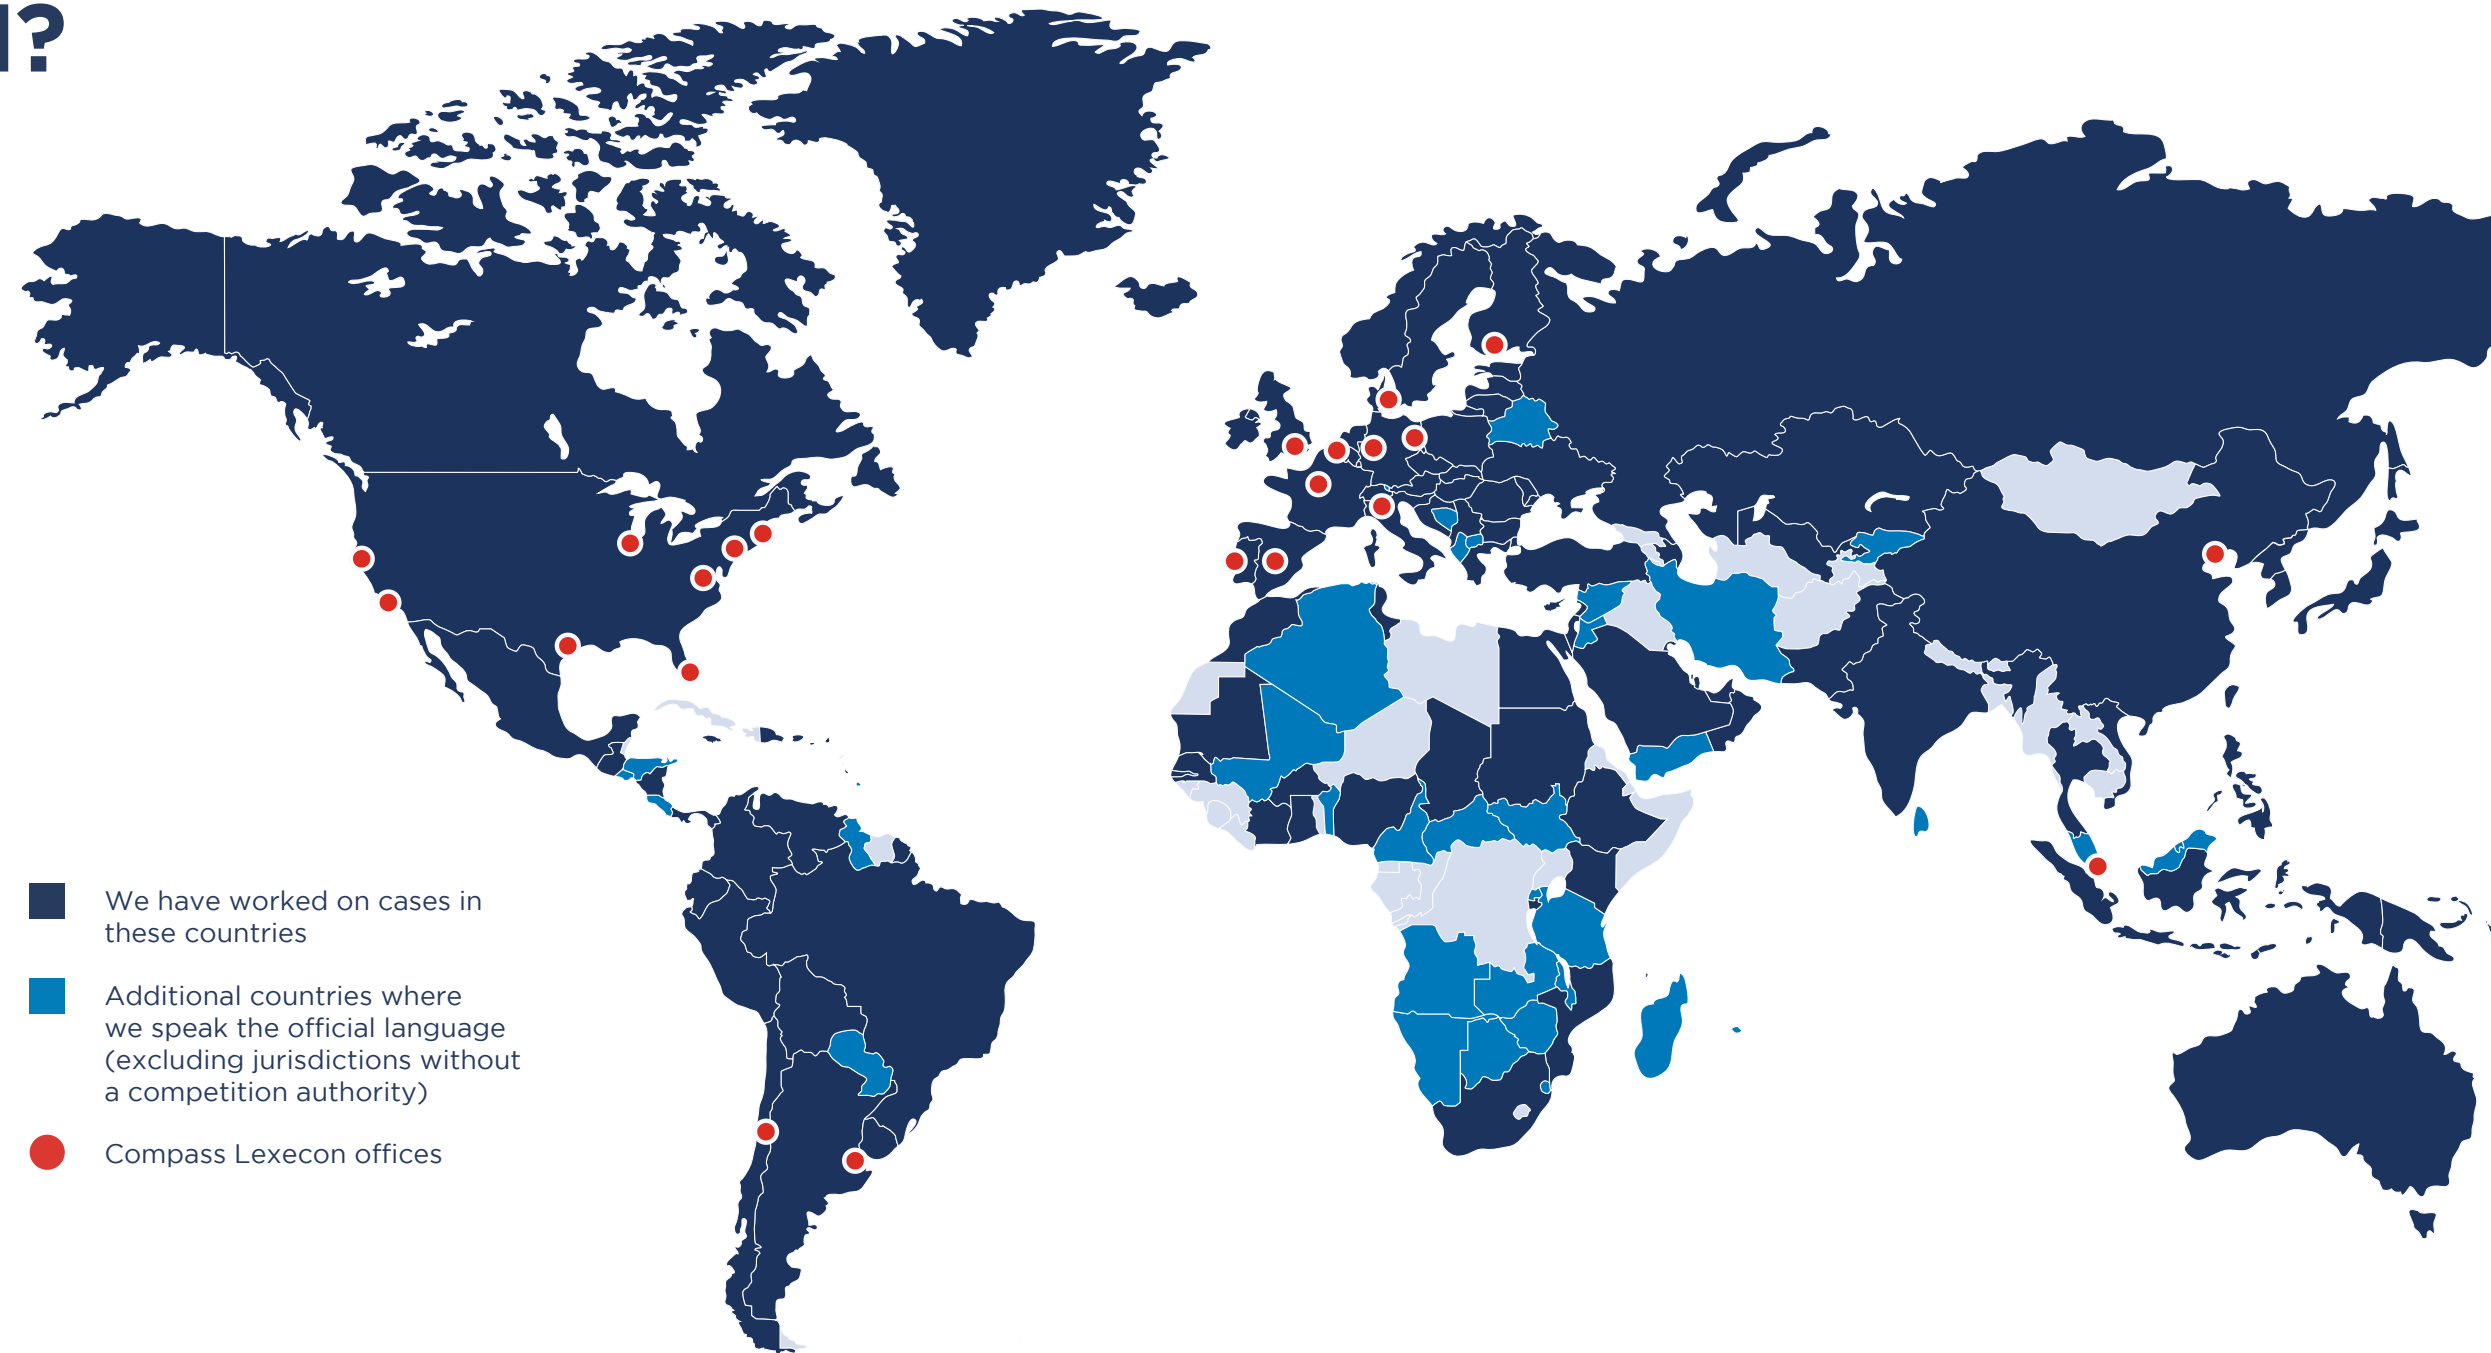 ?
We have worked on cases in
these countries
Additional countries where
we speak the official language
(excluding jurisdictions without
a competition authority)
Compass Lexecon offices